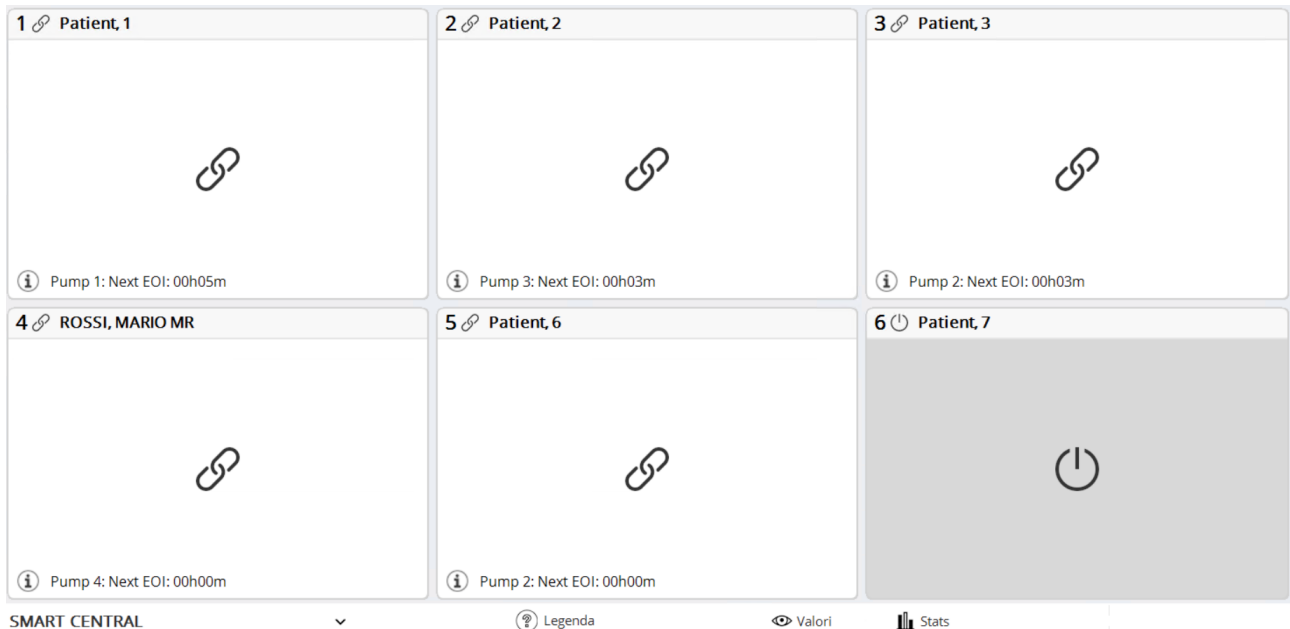 1 Patient, 1
2 Patient, 2
3 Patient, 3
Pump 1: Next EOI: 00h05m
Pump 3: Next EOI: 00h03m
Pump 2: Next EOI: 00h03m
4 ROSSI, MARIO MR
5 Patient, 6
6 Patient, 7
Pump 4: Next EOI: 00h00m
Pump 2: Next EOI: 00h00m
SMART CENTRAL
Legenda
Valori
Stats